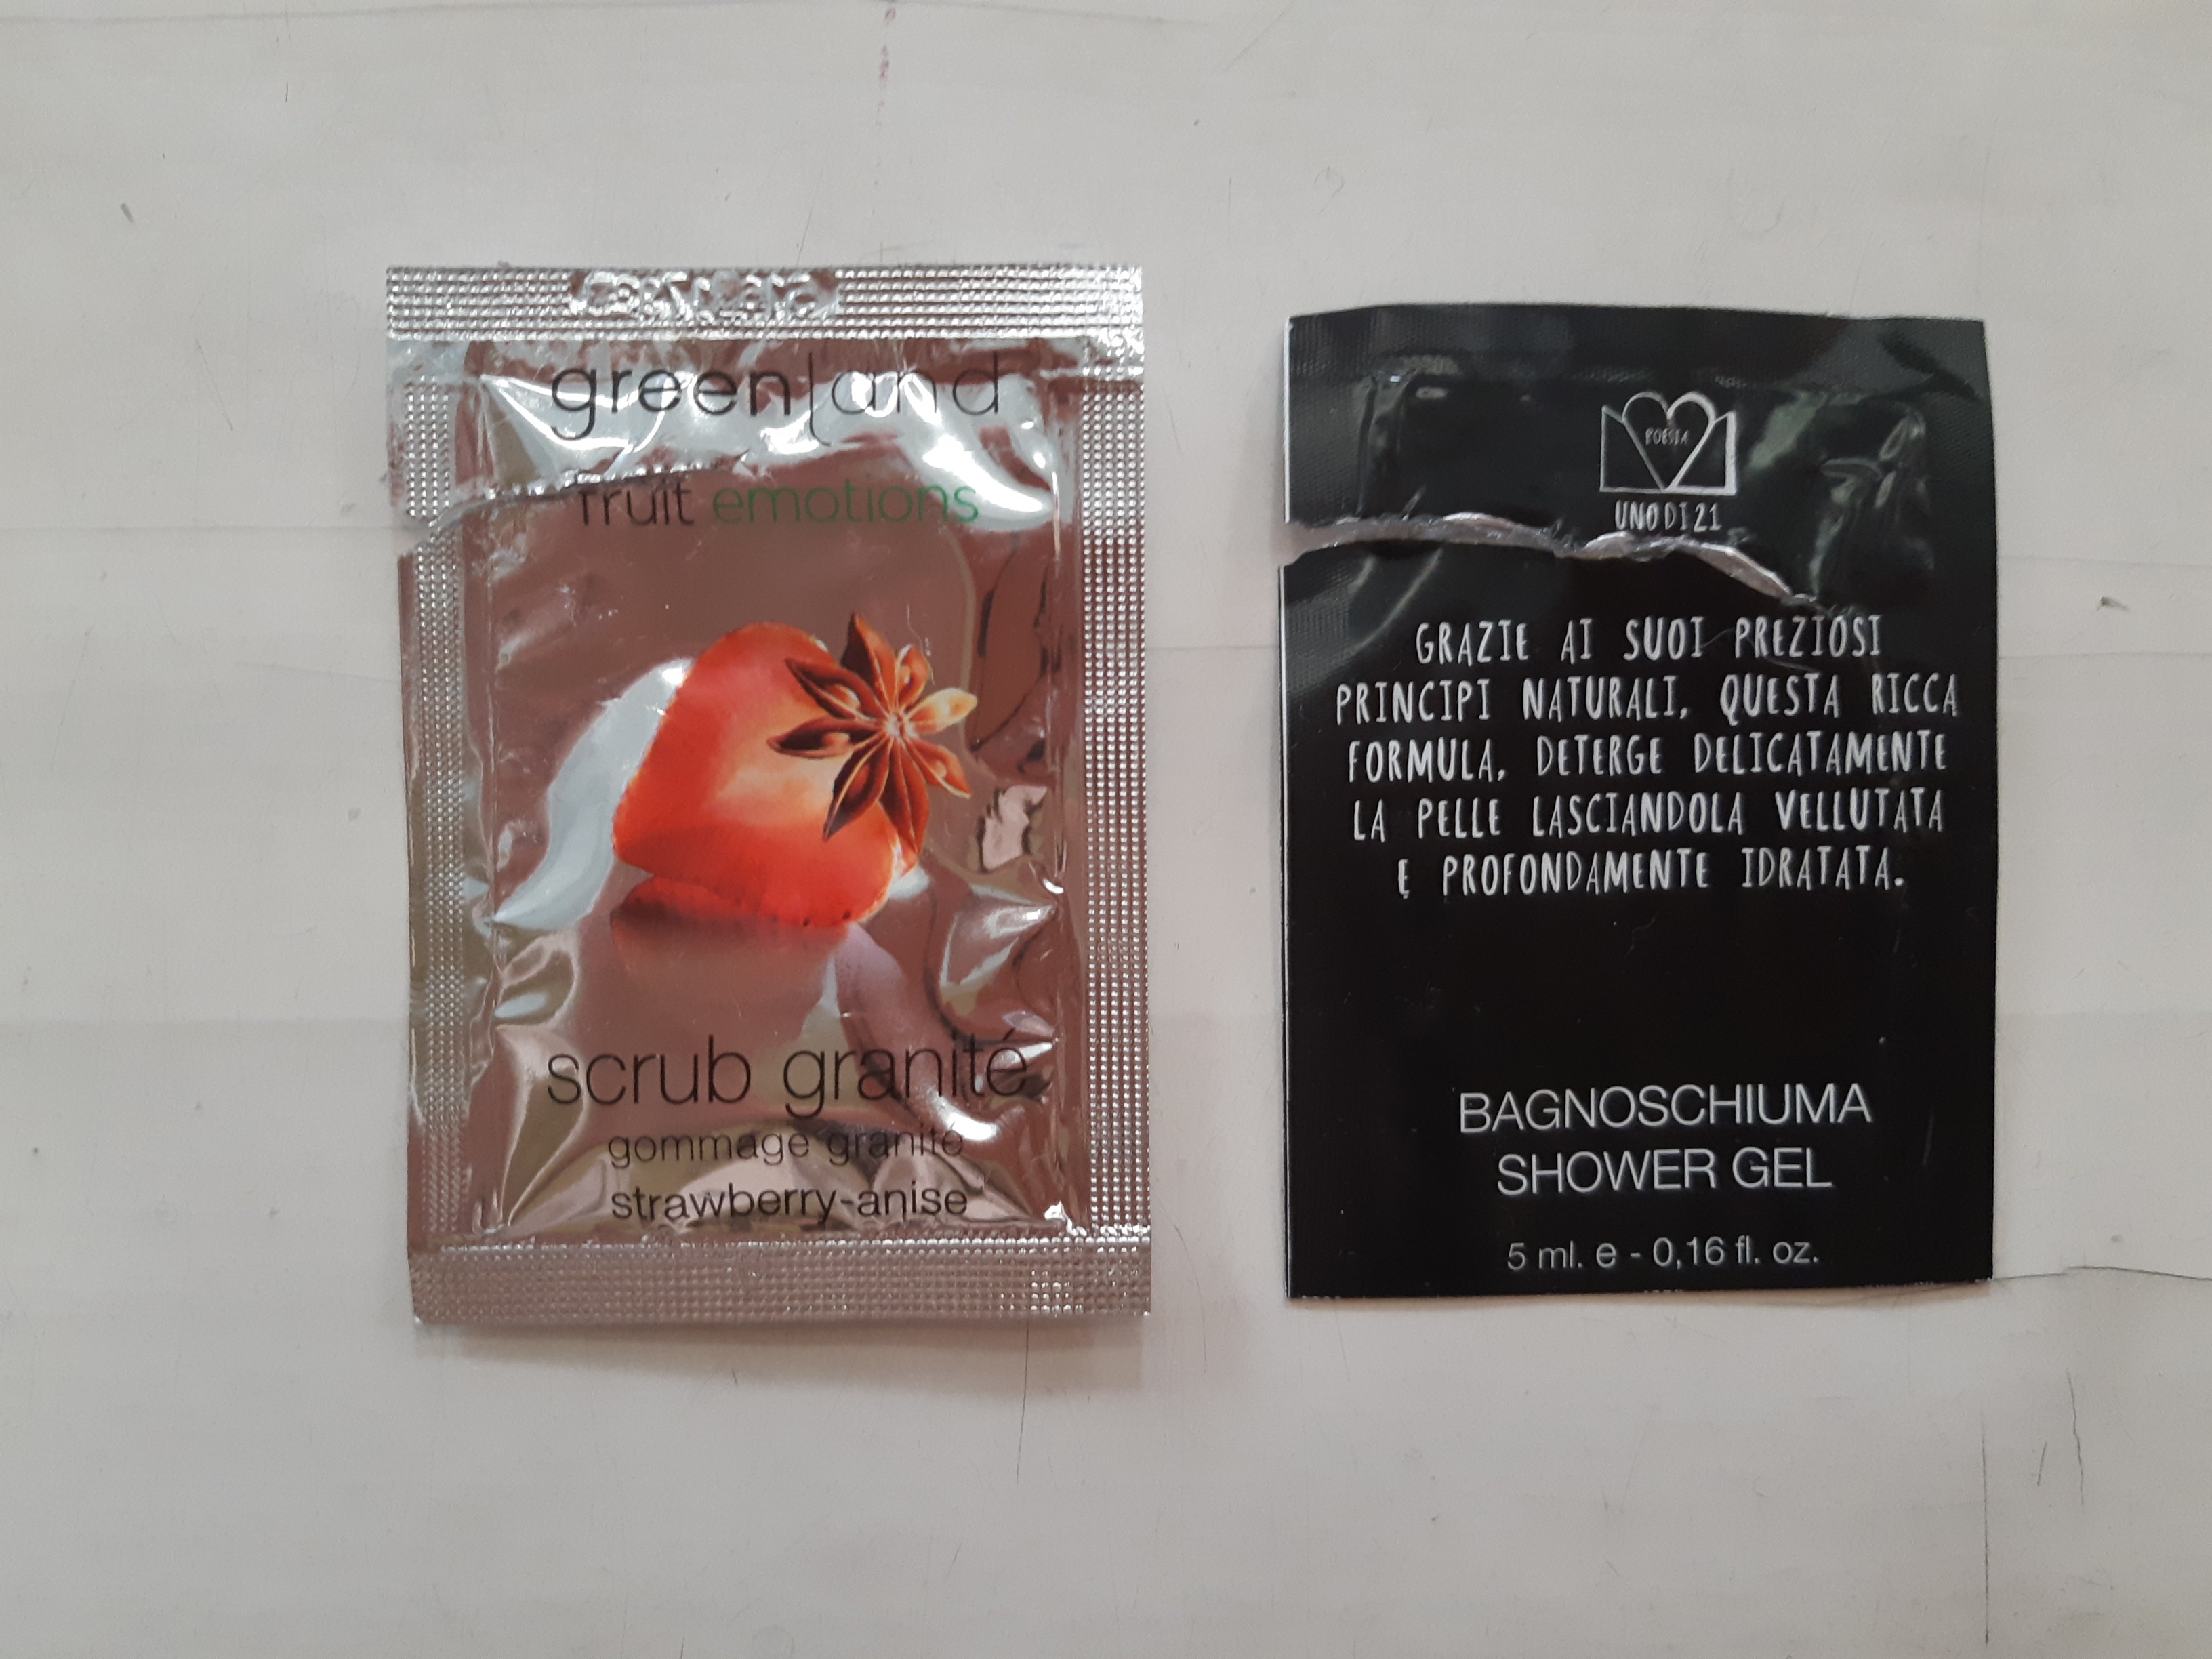 green|and
fruit emotions
scrub granité
gommage granité
strawberry-anise
POESIA
UNO DI 21
GRAZIE AI SUOI PREZIOSI
PRINCIPI NATURALI, QUESTA RICCA
FORMULA, DETERGE DELICATAMENTE
LA PELLE LASCIANDOLA VELLUTATA
E PROFONDAMENTE IDRATATA.
BAGNOSCHIUMA
SHOWER GEL
5 ml. e - 0,16 fl. oz.